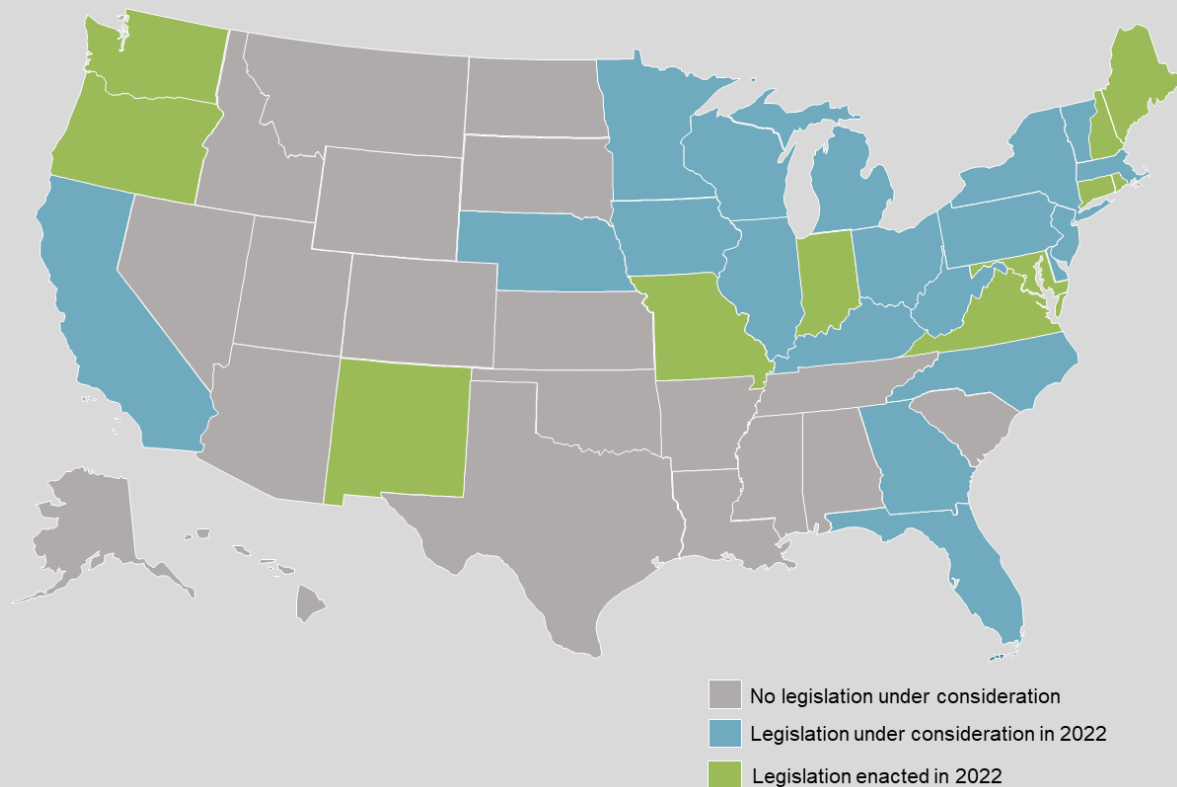 No legislation under consideration
Legislation under consideration in 2022
Legislation enacted in 2022